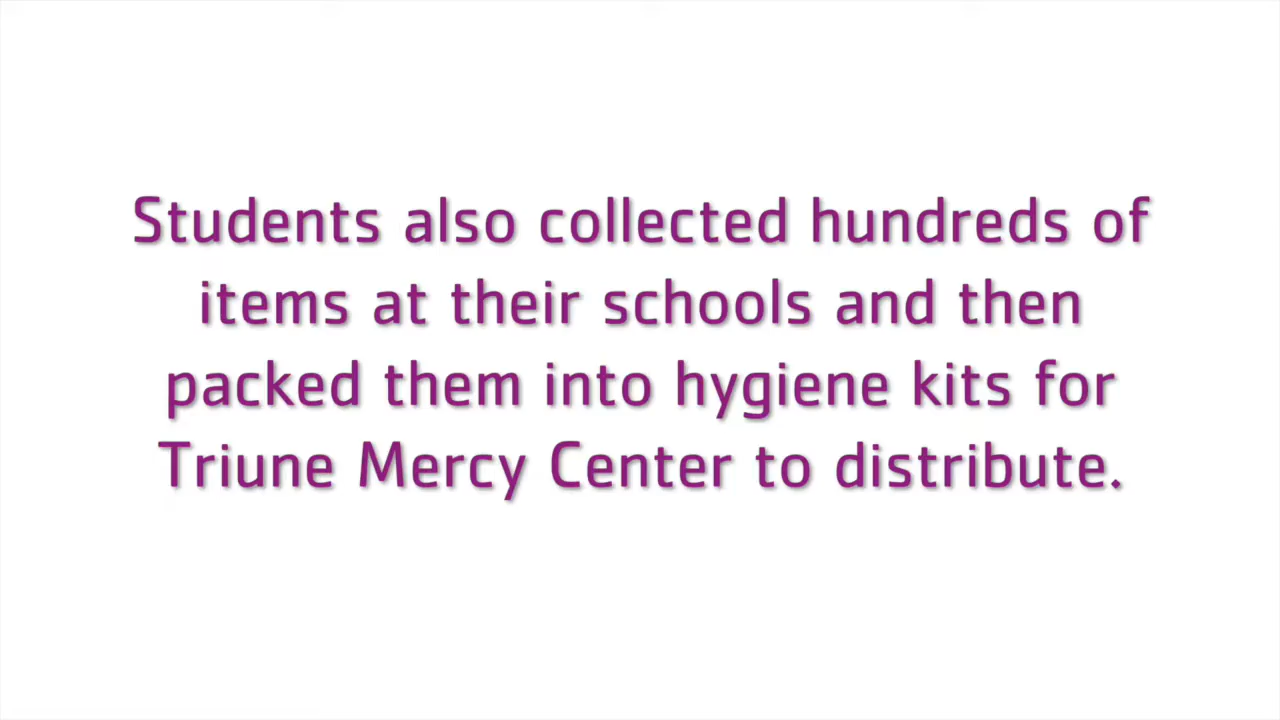 Students also collected hundreds of
items at their schools and then
packed them into hygiene kits for
Triune Mercy Center to distribute.